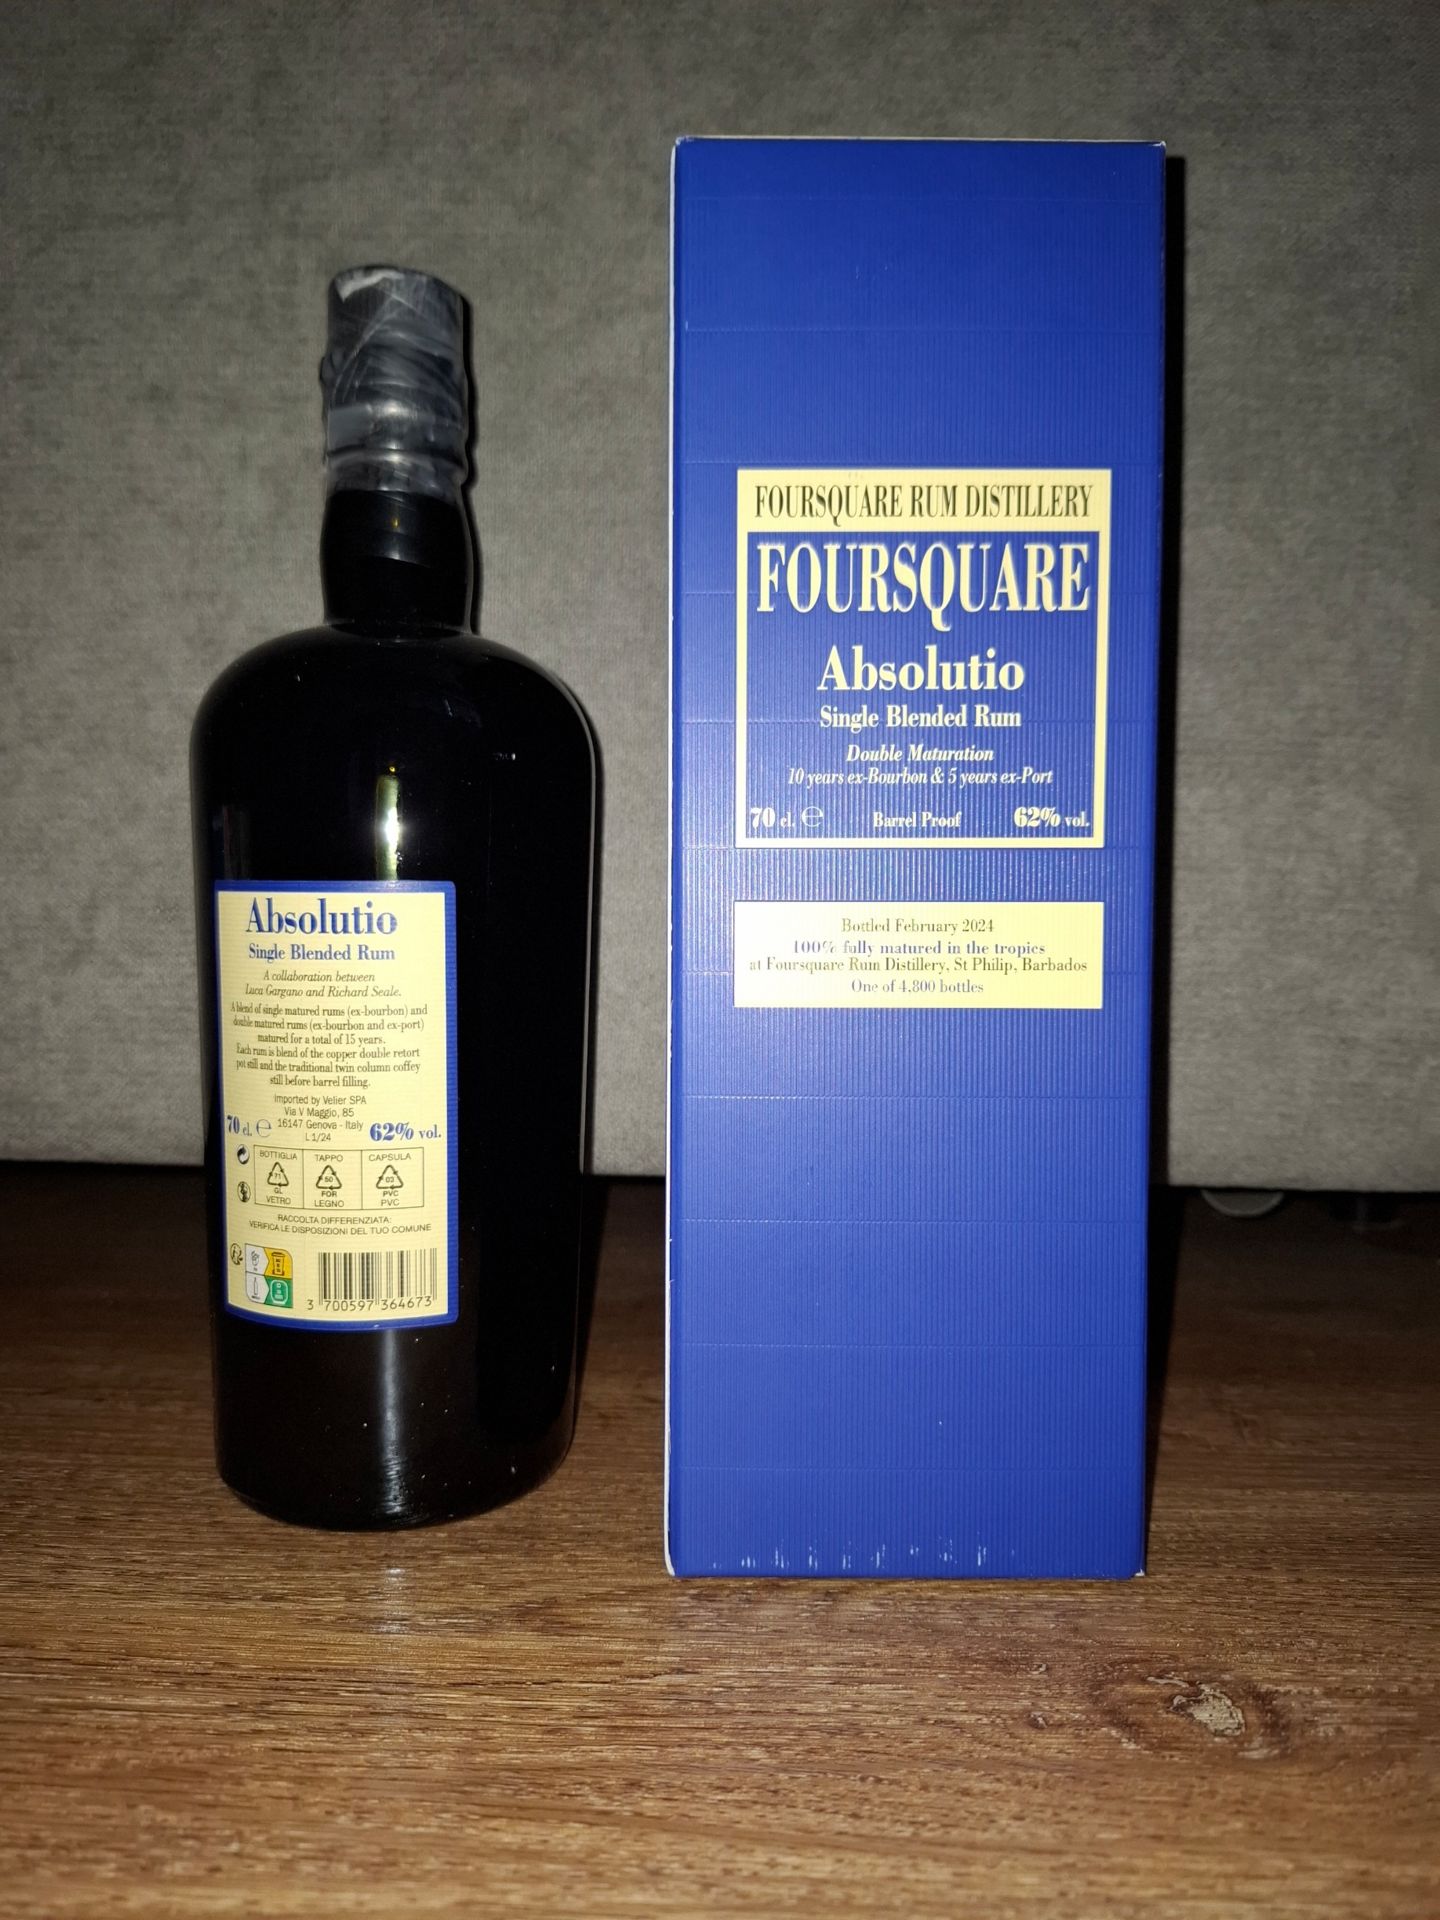 Absolutio
Single Blended Rum
A collaboration between
Luca Gargano and Richard Seale.
A blend of single matured rums (ex-bourbon) and
double matured rums (ex-bourbon and ex-port)
matured for a total of 15 years.
Each rum is blend of the copper double retort
pot still and the traditional twin column coffey
still before barrel filling.
Imported by Velier SPA
Via V Maggio, 85
16147 Genova - Italy
L 1/24
70 cl. e
62% vol.
BOTTIGLIA
71
GL
VETRO
TAPPO
50
FOR
LEGNO
CAPSULA
03
PVC
PVC
RACCOLTA DIFFERENZIATA:
VERIFICA LE DISPOSIZIONI DEL TUO COMUNE
3 700597 364673
FOURSQUARE RUM DISTILLERY
FOURSQUARE
Absolutio
Single Blended Rum
Double Maturation
10 years ex-Bourbon & 5 years ex-Port
70 cl. e Barrel Proof 62% vol.
Bottled February 2024
100% fully matured in the tropics
at Foursquare Rum Distillery, St Philip, Barbados
One of 4,800 bottles